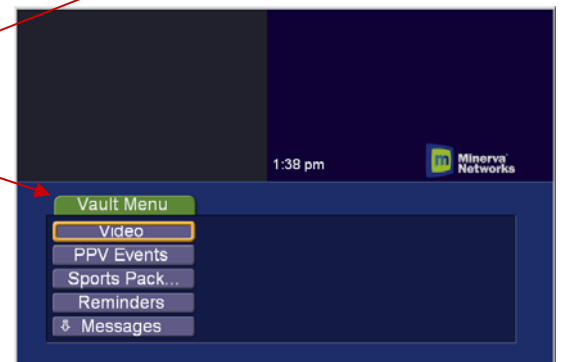 1:38 pm
m Minerva
Networks
Vault Menu
Video
PPV Events
Sports Pack...
Reminders
Messages